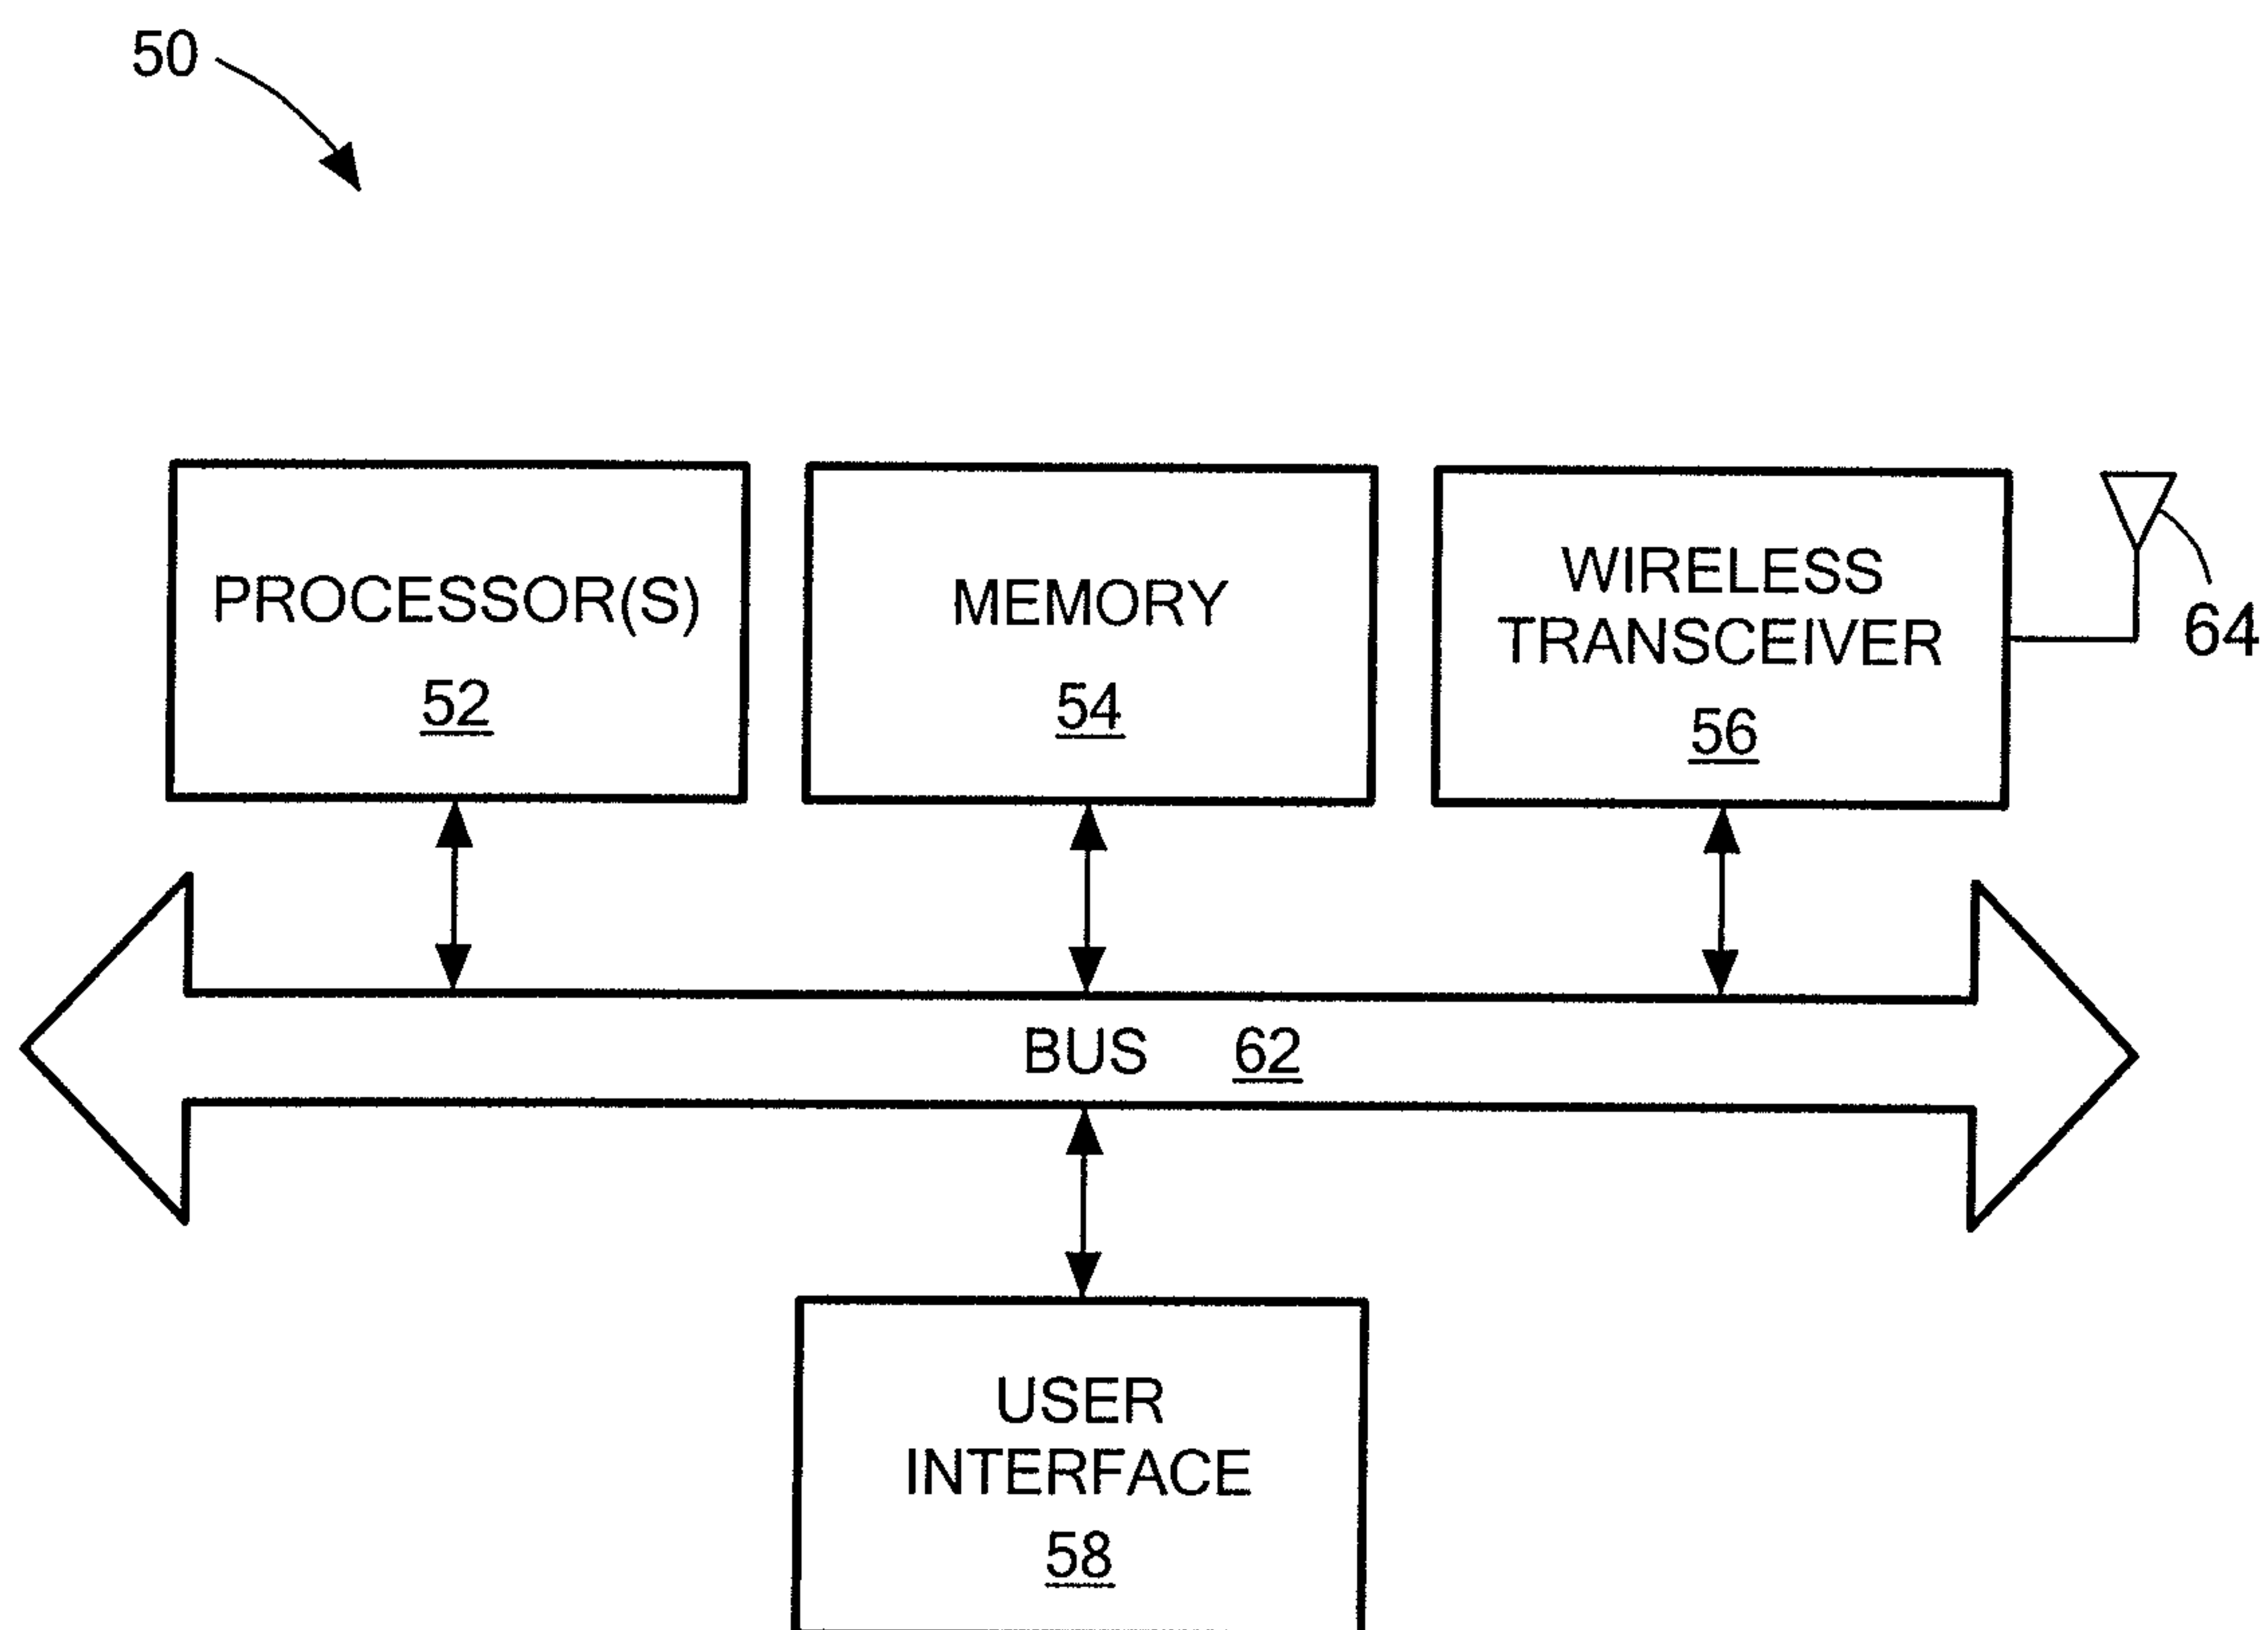 50
PROCESSOR(S)
52
MEMORY
54
WIRELESS
TRANSCEIVER
56
64
BUS 62
USER
INTERFACE
58